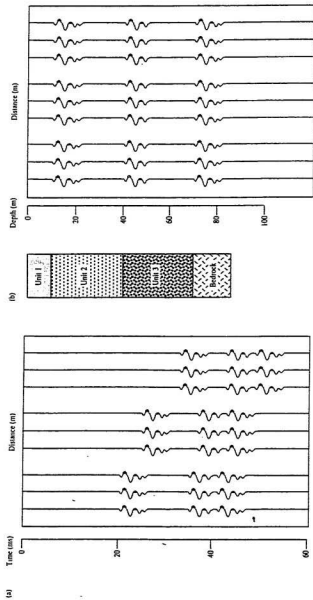 (a)
Distance (m)
Time (ms)
0
20
40
60
(b)
Unit 1
Unit 2
Unit 3
Bedrock
Distance (m)
Depth (m)
0
20
40
60
80
100